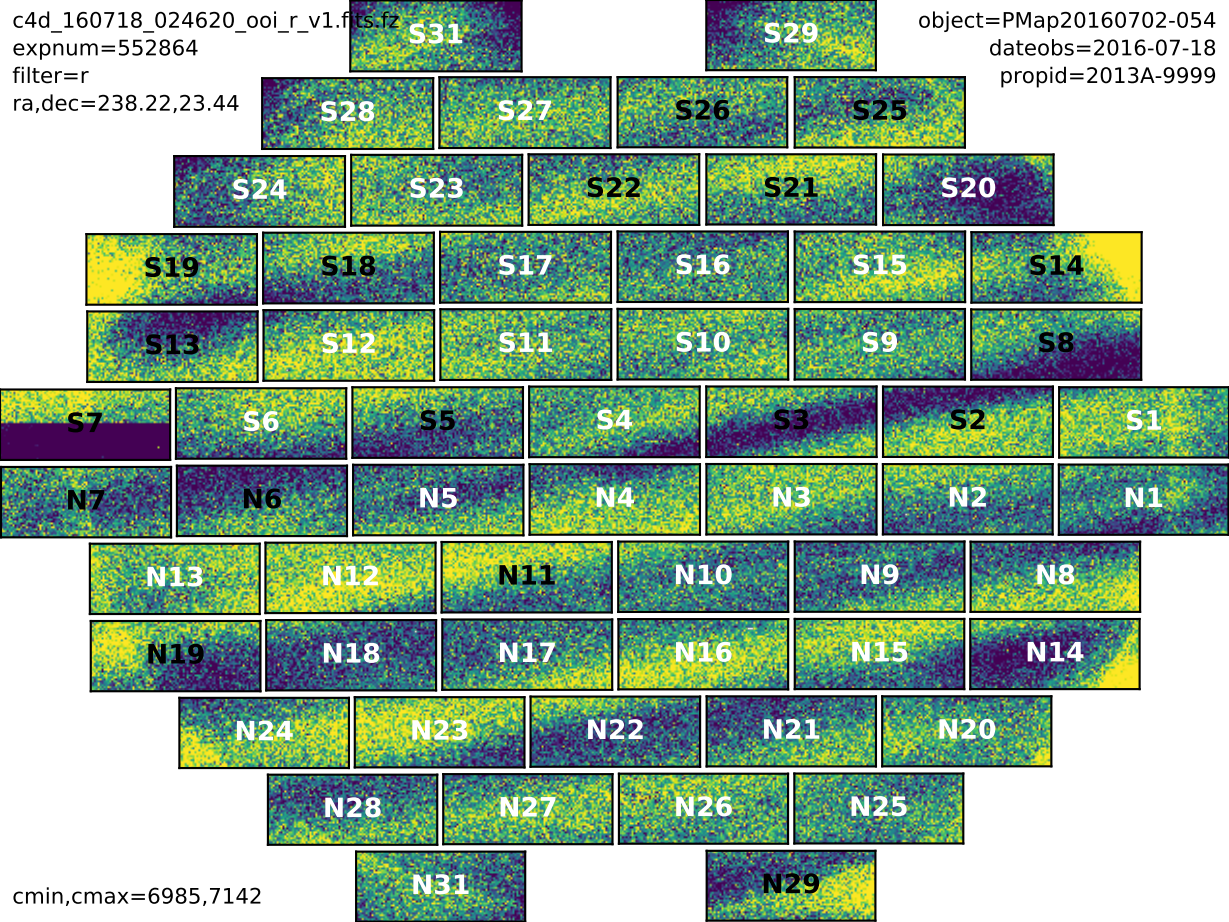 c4d_160718_024620_ooi_r_v1.fits.fz
expnum=552864
filter=r
ra,dec=238.22,23.44
object=PMap20160702-054
dateobs=2016-07-18
propid=2013A-9999
S31 S29
S28 S27 S26 S25
S24 S23 S22 S21 S20
S19 S18 S17 S16 S15 S14
S13 S12 S11 S10 S9 S8
S7 S6 S5 S4 S3 S2 S1
N7 N6 N5 N4 N3 N2 N1
N13 N12 N11 N10 N9 N8
N19 N18 N17 N16 N15 N14
N24 N23 N22 N21 N20
N28 N27 N26 N25
N31 N29
cmin,cmax=6985,7142